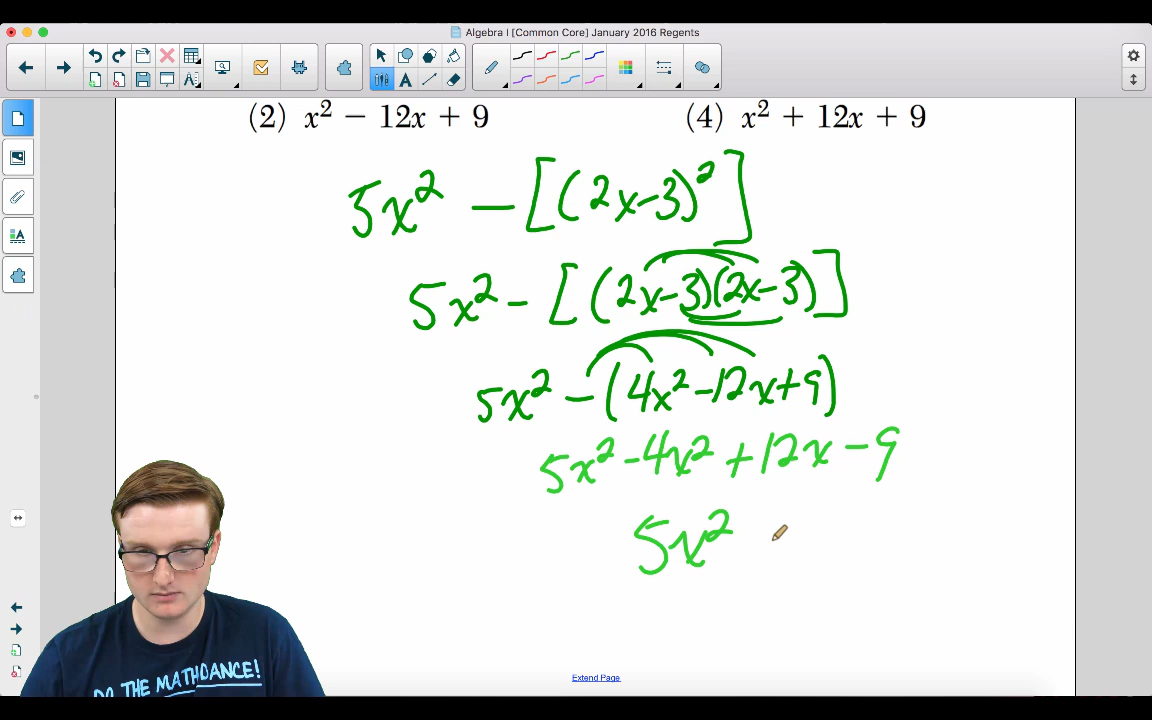 Algebra I [Common Core] January 2016 Regents
(2) x² − 12x + 9 (4) x² + 12x + 9
5x² − [(2x-3)²]
5x² − [(2x-3)(2x-3)]
5x² − (4x² -12x+9)
5x² -4x² +12x -9
5x²
DO THE MATHDANCE!
Extend Page